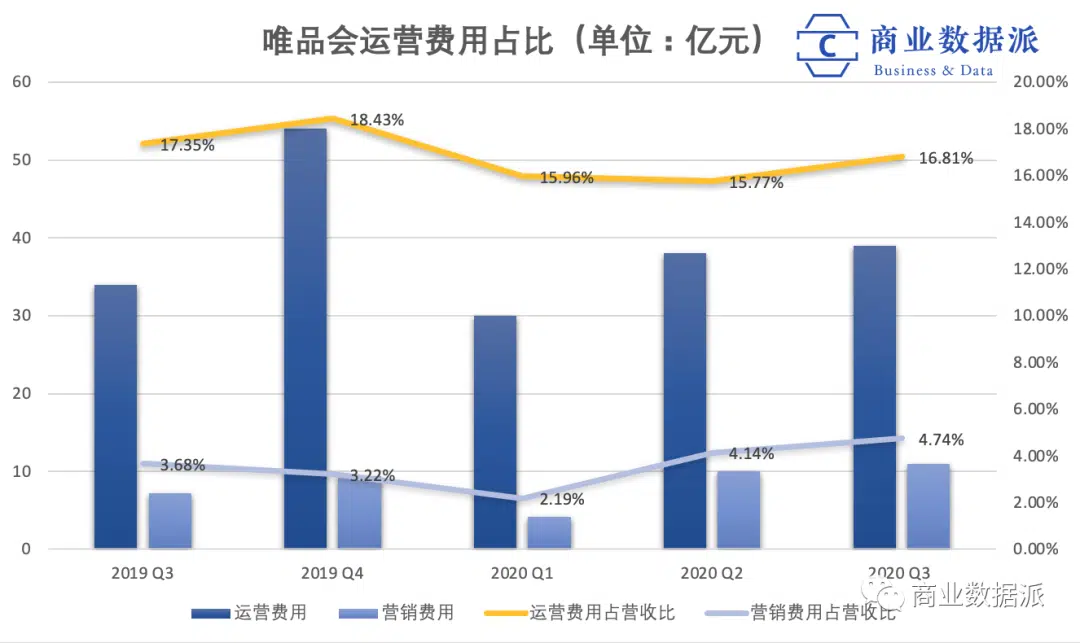 唯品会运营费用占比（单位：亿元）
C
商业数据派
Business & Data
60
50
40
30
20
10
0
20.00%
18.00%
16.00%
14.00%
12.00%
10.00%
8.00%
6.00%
4.00%
2.00%
0.00%
17.35%
18.43%
15.96%
15.77%
16.81%
3.68%
3.22%
2.19%
4.14%
4.74%
2019 Q3
2019 Q4
2020 Q1
2020 Q2
2020 Q3
运营费用
营销费用
运营费用占营收比
营销费用占营收比
商业数据派